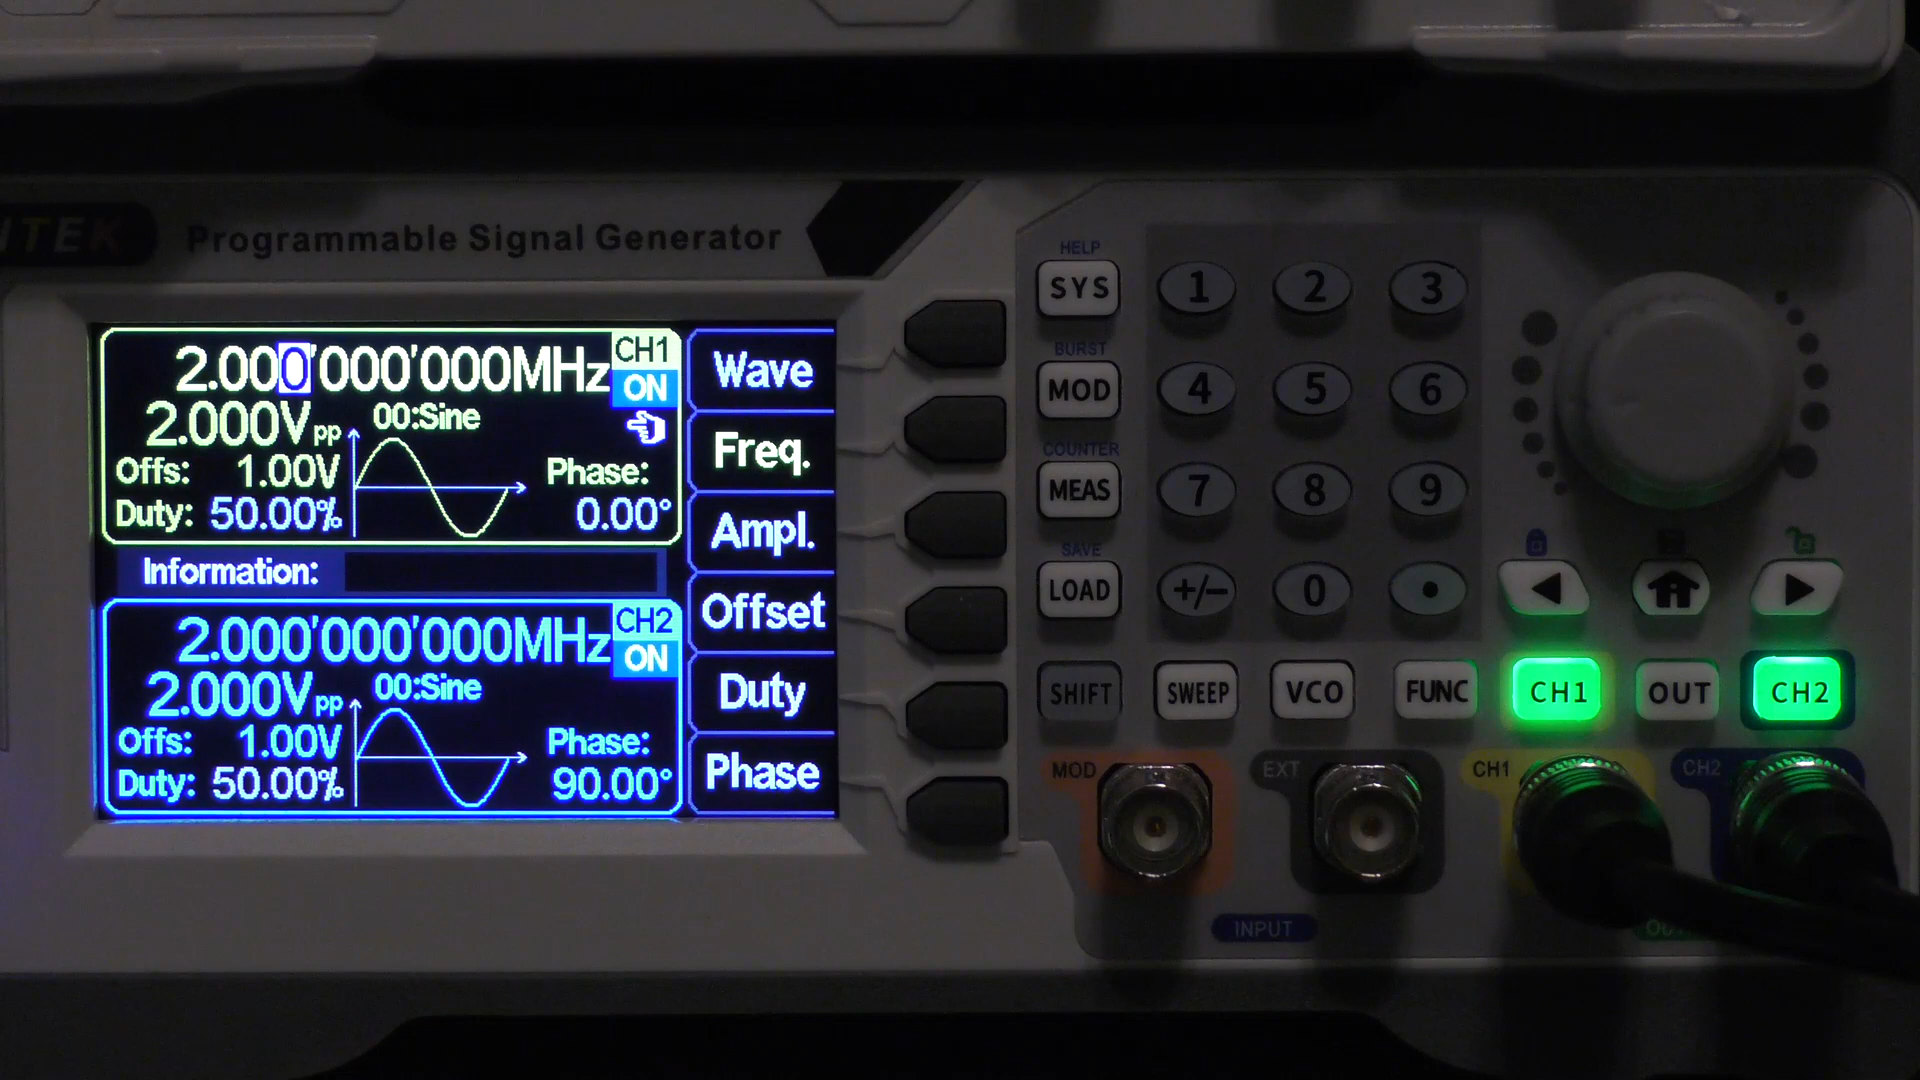 NTEK
Programmable Signal Generator
2.000'000'000MHz
CH1
ON
2.000Vpp
00:Sine
Offs: 1.00V
Phase:
Duty: 50.00%
0.00°
Information:
2.000'000'000MHz
CH2
ON
2.000Vpp
00:Sine
Offs: 1.00V
Phase:
Duty: 50.00%
90.00°
Wave
Freq.
Ampl.
Offset
Duty
Phase
HELP
SYS
1
2
3
BURST
MOD
4
5
6
COUNTER
MEAS
7
8
9
SAVE
LOAD
+/−
0
•
SHIFT
SWEEP
VCO
FUNC
CH1
OUT
CH2
MOD
EXT
CH1
CH2
INPUT